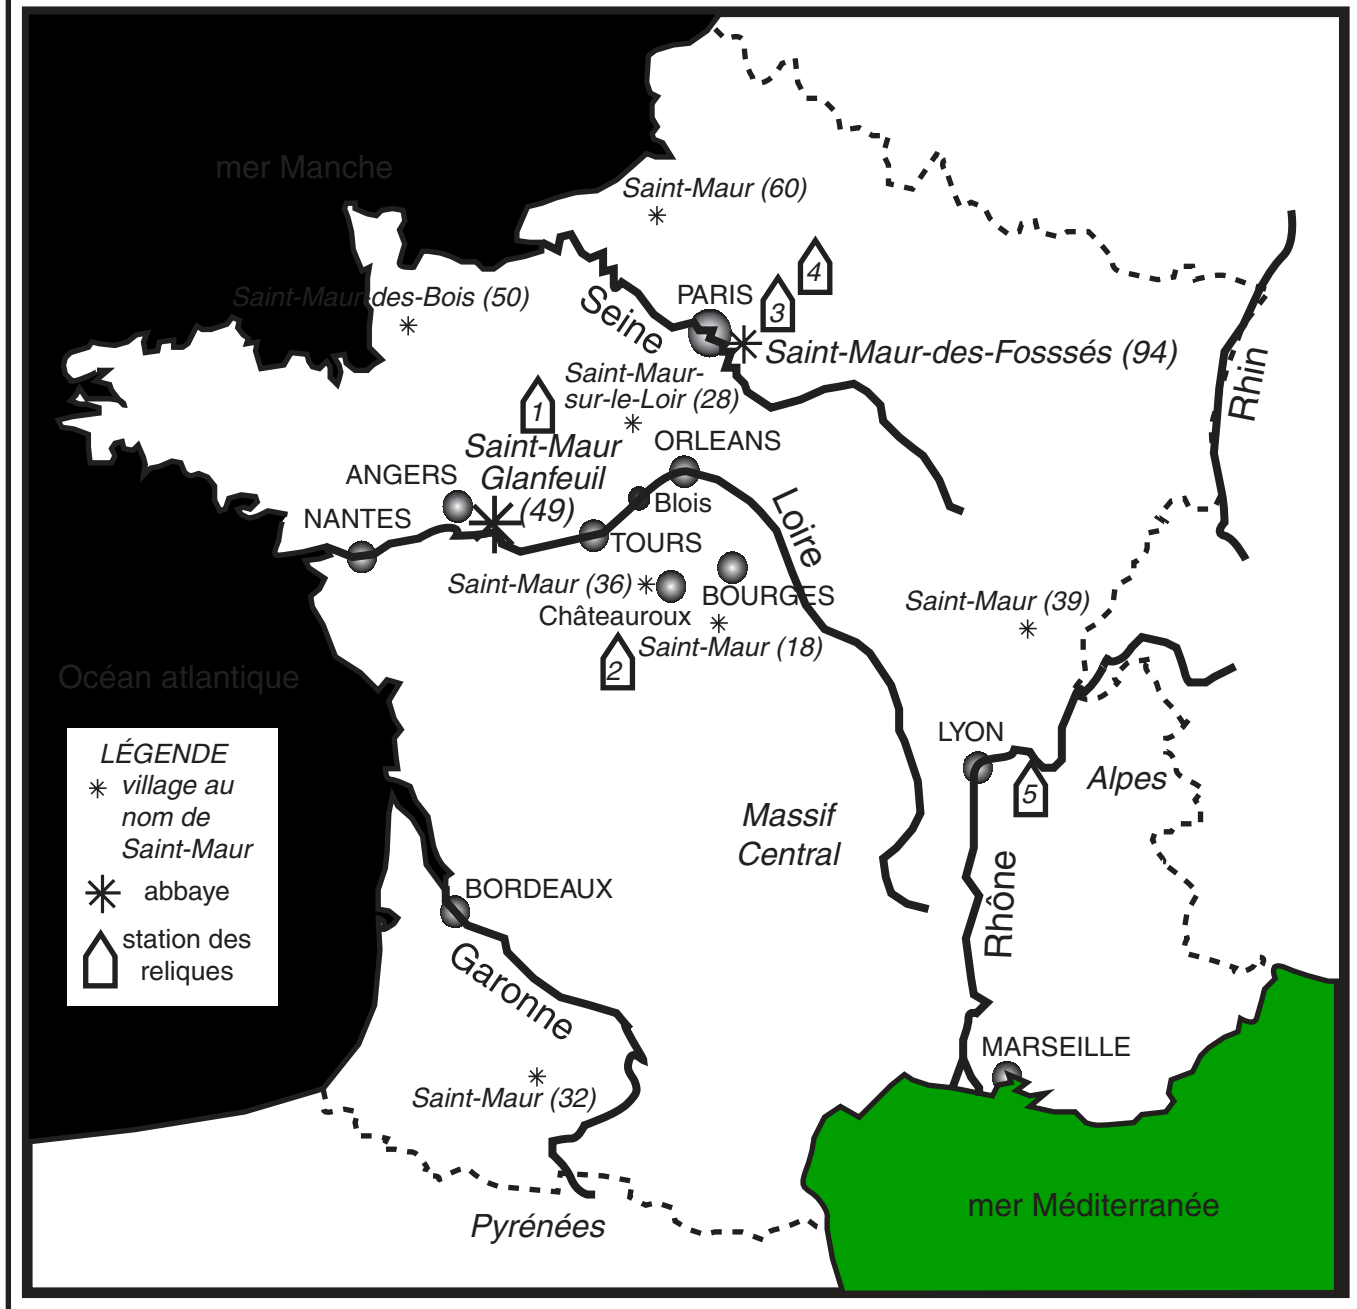 mer Manche
Saint-Maur (60)
4
Saint-Maur-des-Bois (50)
PARIS
3
Seine
Saint-Maur-des-Fosssés (94)
Rhin
Saint-Maur-
sur-le-Loir (28)
1
Saint-Maur
Glanfeuil
(49)
ORLEANS
ANGERS
Blois
NANTES
Loire
TOURS
Saint-Maur (36)
BOURGES
Châteauroux
Saint-Maur (39)
Saint-Maur (18)
2
Océan atlantique
LYON
LÉGENDE
village au
nom de
Saint-Maur
abbaye
station des
reliques
5
Alpes
Massif
Central
Rhône
BORDEAUX
Garonne
MARSEILLE
Saint-Maur (32)
mer Méditerranée
Pyrénées